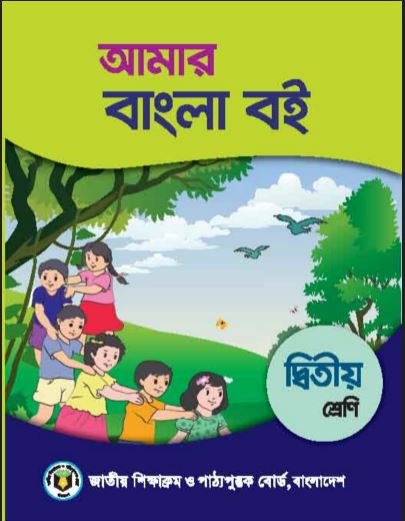 আমার
বাংলা বই
দ্বিতীয়
শ্রেণি
জাতীয় শিক্ষাক্রম ও পাঠ্যপুস্তক বোর্ড, বাংলাদেশ